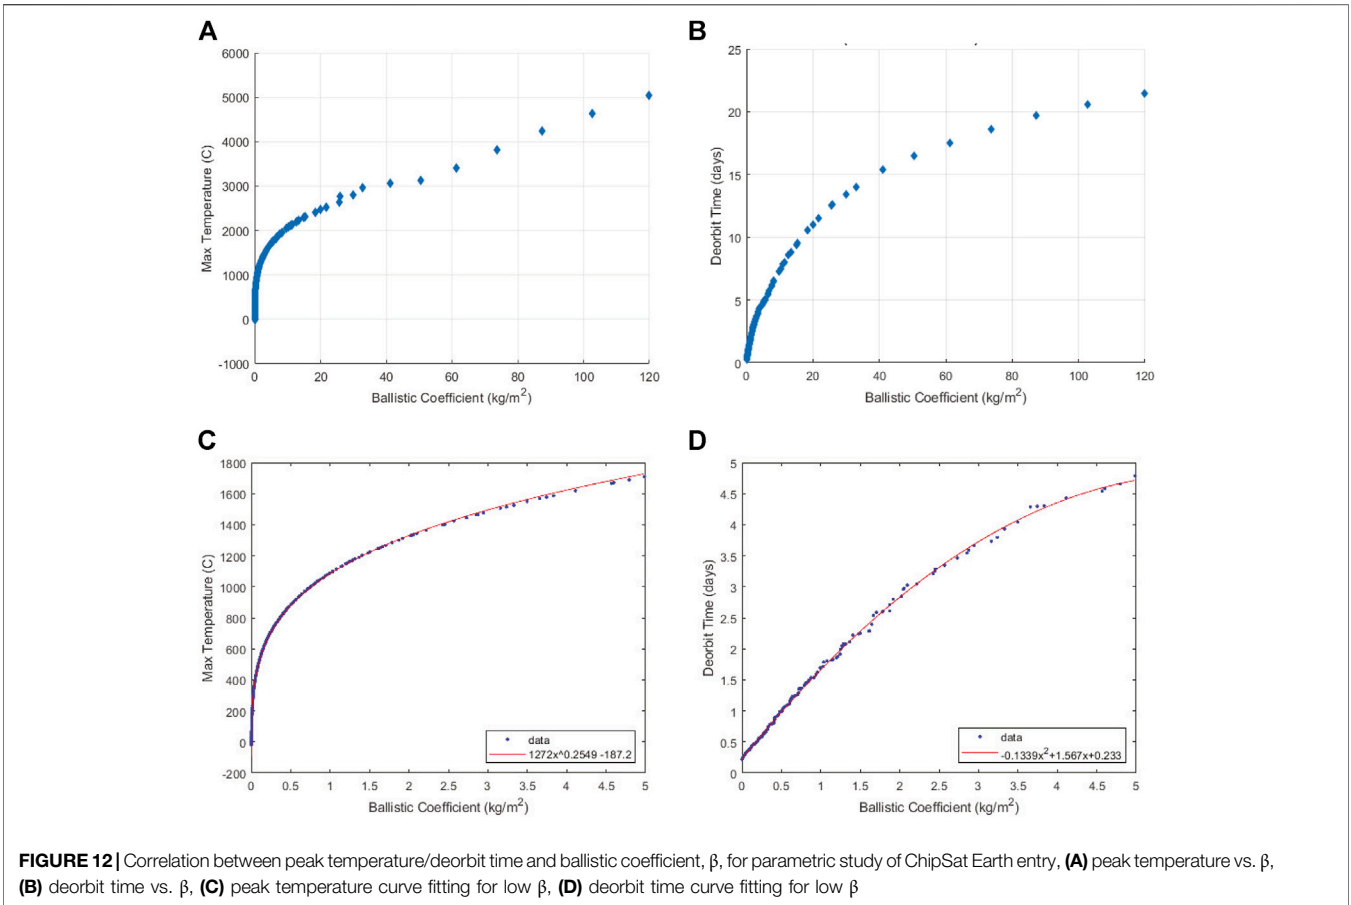 A
6000
5000
4000
3000
2000
1000
0
-1000
Max Temperature (C)
0 20 40 60 80 100 120
Ballistic Coefficient (kg/m²)
B
25
20
15
10
5
0
Deorbit Time (days)
0 20 40 60 80 100 120
Ballistic Coefficient (kg/m²)
C
1800
1600
1400
1200
1000
800
600
400
200
0
-200
Max Temperature (C)
data
1272x^0.2549 -187.2
0 0.5 1 1.5 2 2.5 3 3.5 4 4.5 5
Ballistic Coefficient (kg/m²)
D
5
4.5
4
3.5
3
2.5
2
1.5
1
0.5
0
Deorbit Time (days)
data
-0.1339x²+1.567x+0.233
0 0.5 1 1.5 2 2.5 3 3.5 4 4.5 5
Ballistic Coefficient (kg/m²)
FIGURE 12 | Correlation between peak temperature/deorbit time and ballistic coefficient, β, for parametric study of ChipSat Earth entry, (A) peak temperature vs. β,
(B) deorbit time vs. β, (C) peak temperature curve fitting for low β, (D) deorbit time curve fitting for low β